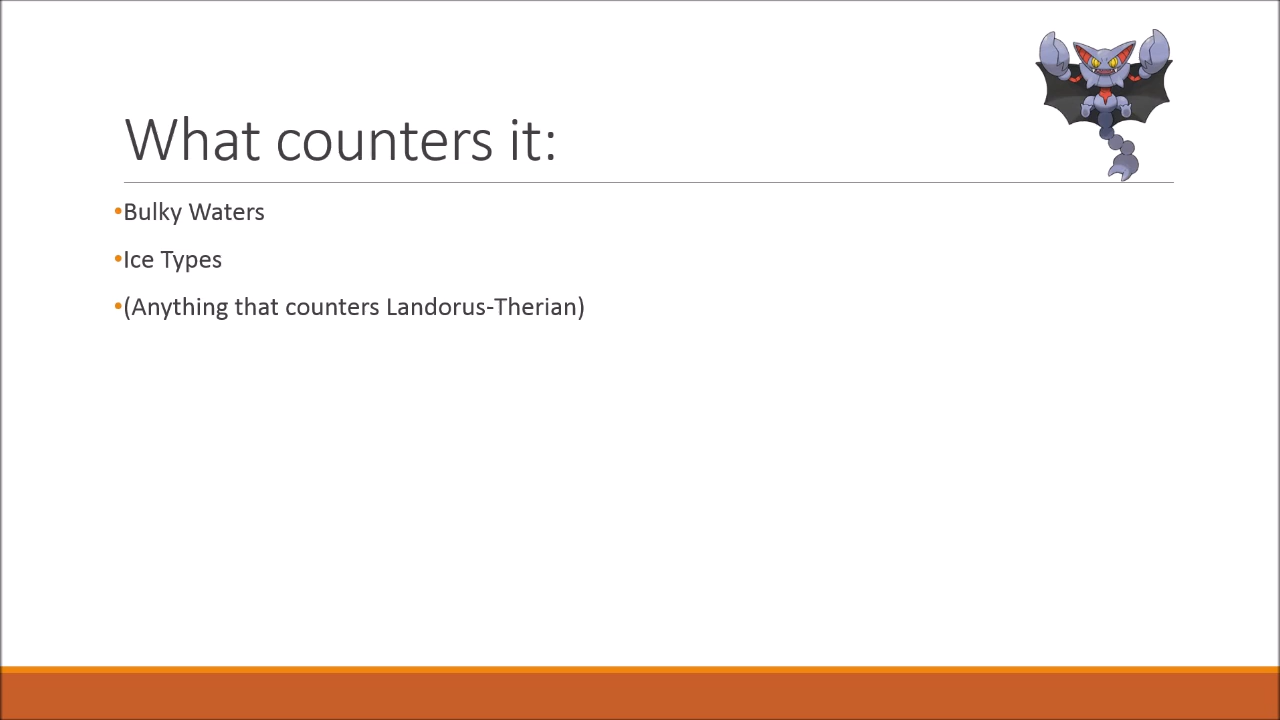 What counters it:
•Bulky Waters
•Ice Types
•(Anything that counters Landorus-Therian)